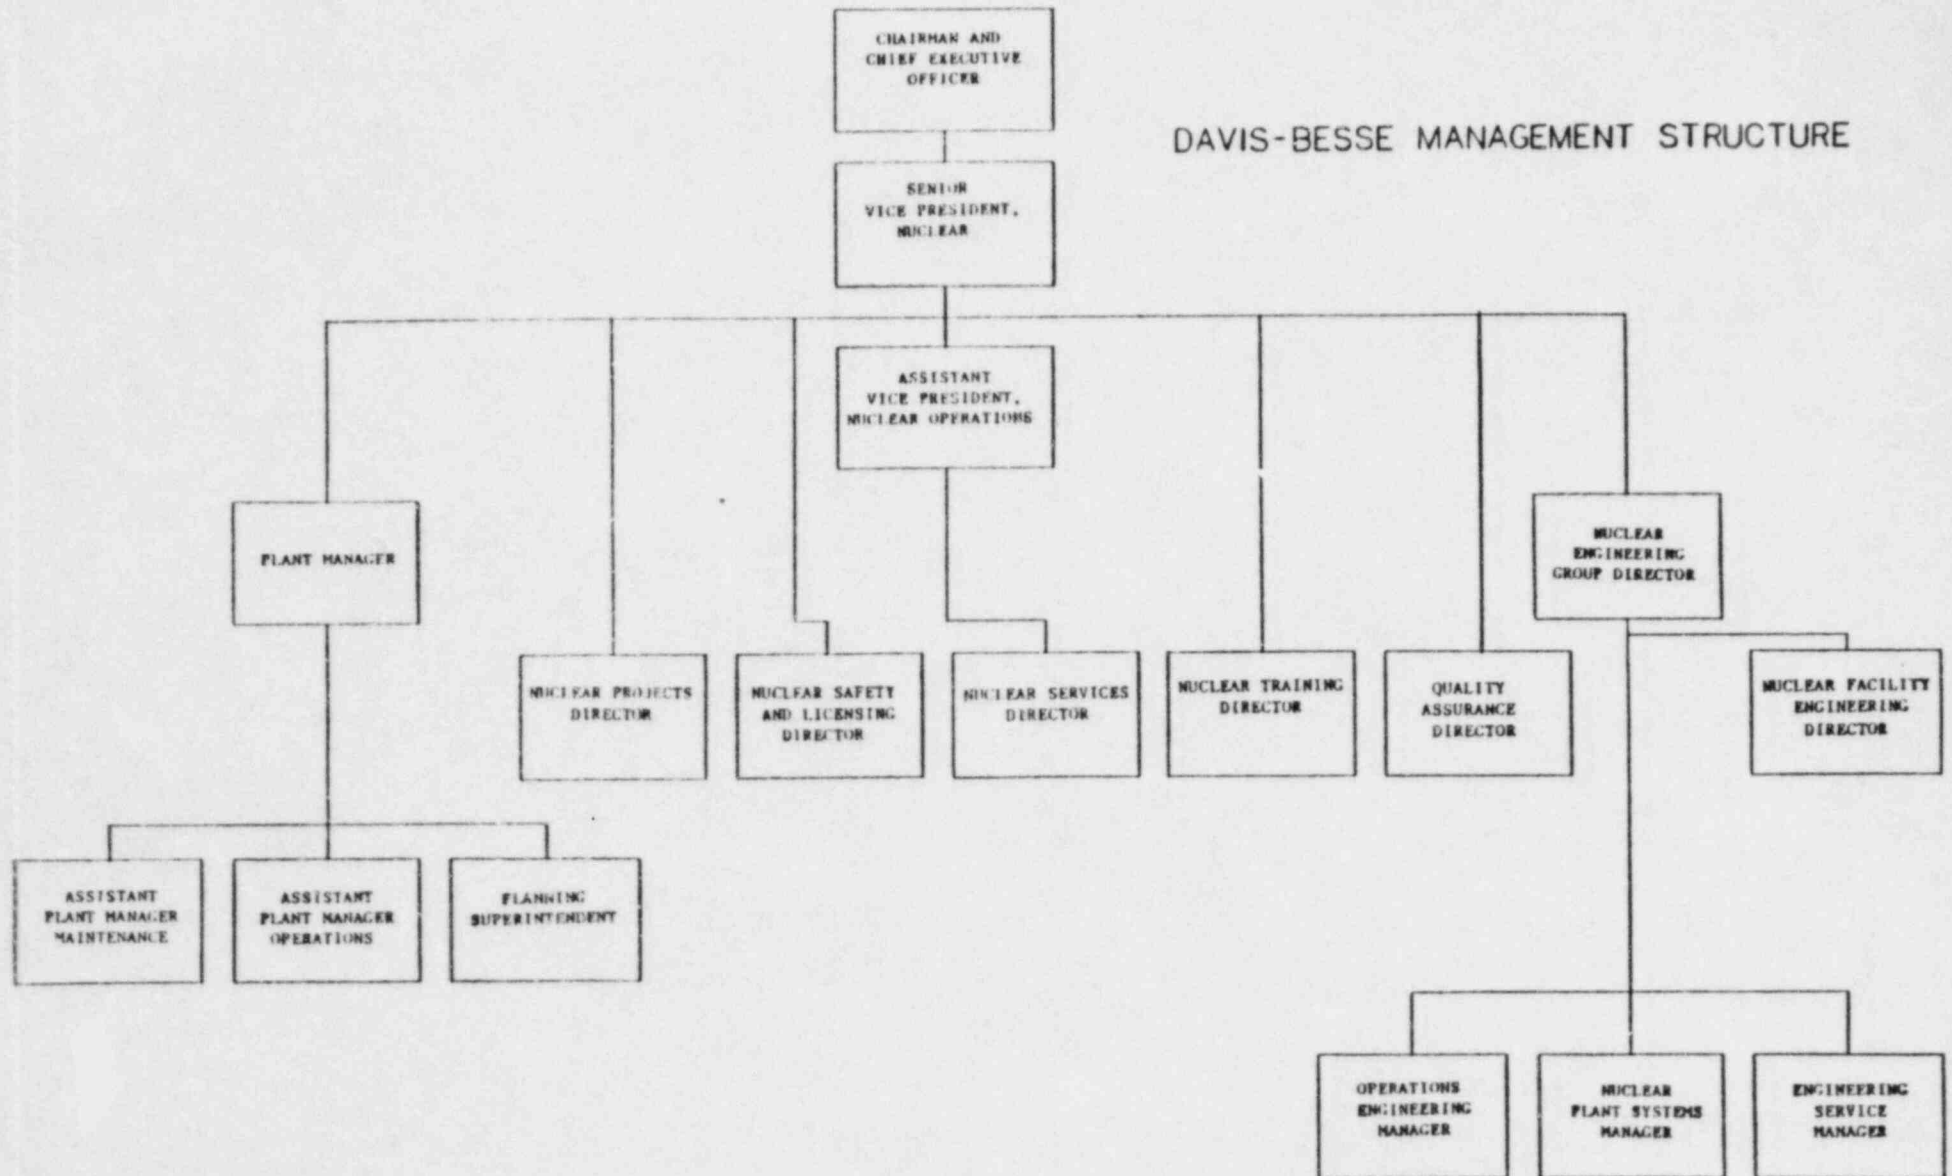 CHAIRMAN AND
CHIEF EXECUTIVE
OFFICER
DAVIS-BESSE MANAGEMENT STRUCTURE
SENIOR
VICE PRESIDENT,
NUCLEAR
ASSISTANT
VICE PRESIDENT,
NUCLEAR OPERATIONS
PLANT MANAGER
NUCLEAR
ENGINEERING
GROUP DIRECTOR
NUCLEAR PROJECTS
DIRECTOR
NUCLEAR SAFETY
AND LICENSING
DIRECTOR
NUCLEAR SERVICES
DIRECTOR
NUCLEAR TRAINING
DIRECTOR
QUALITY
ASSURANCE
DIRECTOR
NUCLEAR FACILITY
ENGINEERING
DIRECTOR
ASSISTANT
PLANT MANAGER
MAINTENANCE
ASSISTANT
PLANT MANAGER
OPERATIONS
PLANNING
SUPERINTENDENT
OPERATIONS
ENGINEERING
MANAGER
NUCLEAR
PLANT SYSTEMS
MANAGER
ENGINEERING
SERVICE
MANAGER